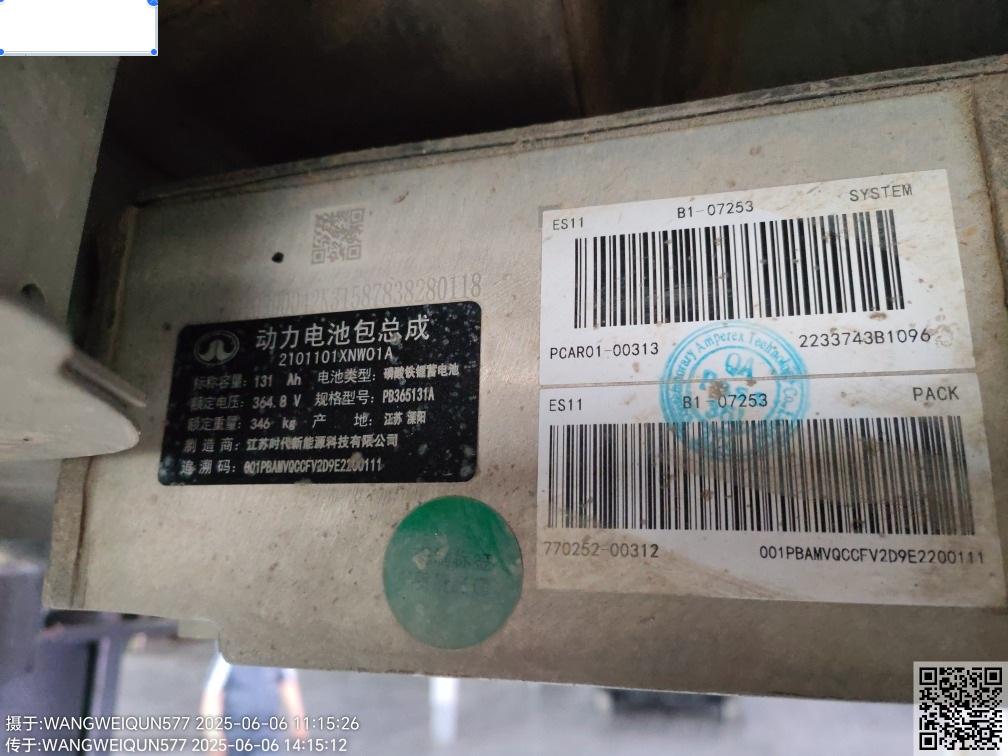 动力电池包总成
2101101XNW01A
标称容量: 131 Ah 电池类型: 磷酸铁锂蓄电池
额定电压: 364.8 V 规格型号: PB365131A
额定重量: 346 kg 产 地: 江苏 溧阳
制 造 商: 江苏时代新能源科技有限公司
追 溯 码: 001PBAMVQCCFV2D9E2200111
ES11 B1-07253 SYSTEM
PCAR01-00313 2233743B1096
QA
ES11 B1-07253 PACK
770252-00312 001PBAMVQCCFV2D9E2200111
摄于:WANGWEIQUN577 2025-06-06 11:15:26
传于:WANGWEIQUN577 2025-06-06 14:15:12